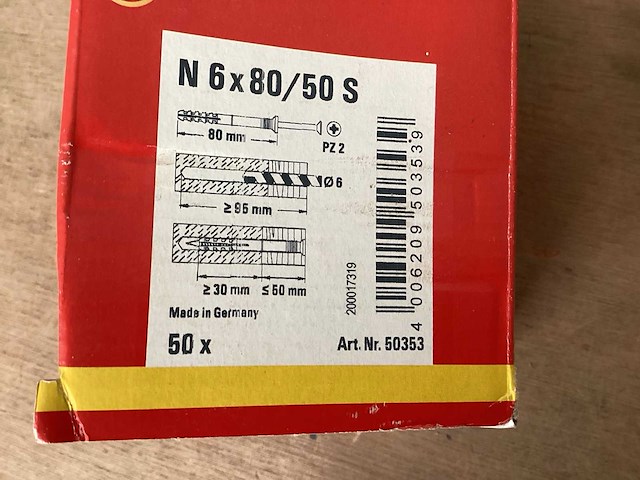 N 6 x 80/50 S
80 mm
PZ 2
Ø 6
≥ 95 mm
≥ 30 mm ≤ 50 mm
Made in Germany
50 x
Art. Nr. 50353
200017319
4 006209 503539